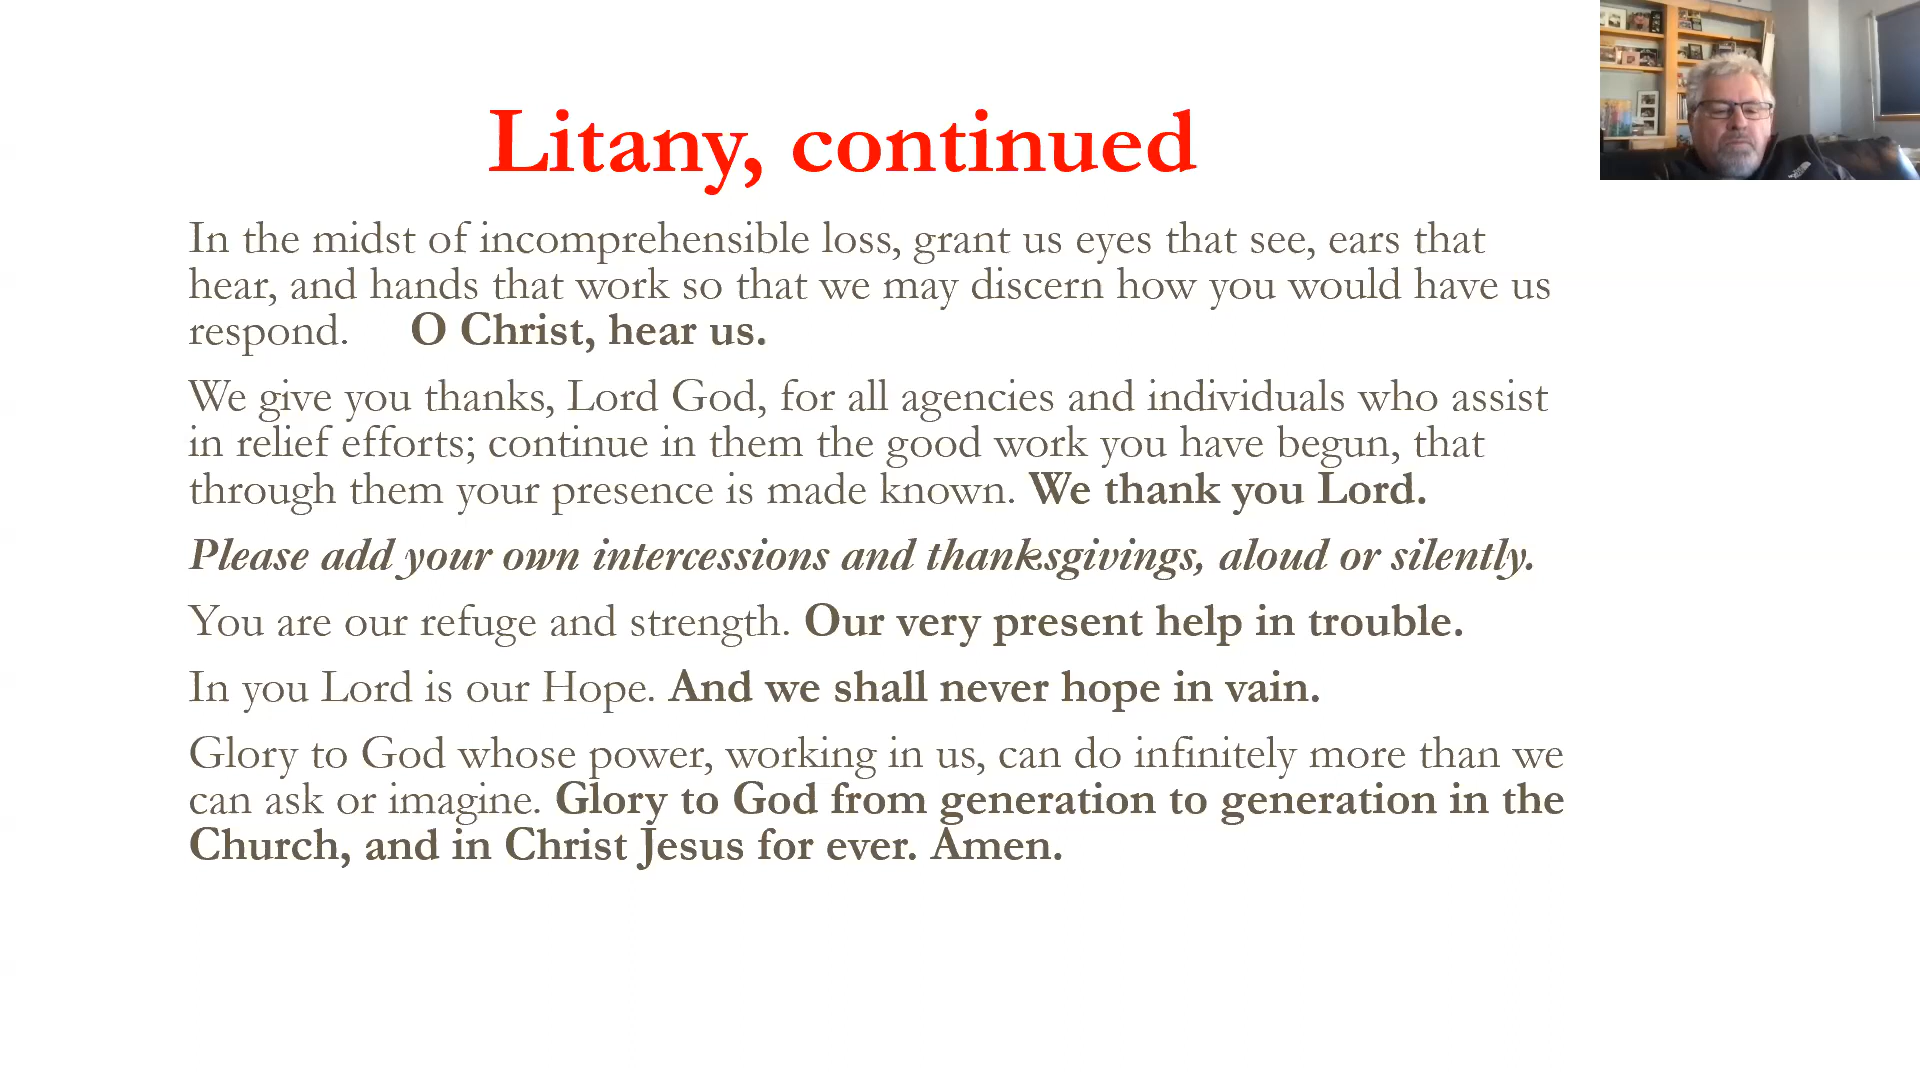 Litany, continued
In the midst of incomprehensible loss, grant us eyes that see, ears that
hear, and hands that work so that we may discern how you would have us
respond. O Christ, hear us.
We give you thanks, Lord God, for all agencies and individuals who assist
in relief efforts; continue in them the good work you have begun, that
through them your presence is made known. We thank you Lord.
Please add your own intercessions and thanksgivings, aloud or silently.
You are our refuge and strength. Our very present help in trouble.
In you Lord is our Hope. And we shall never hope in vain.
Glory to God whose power, working in us, can do infinitely more than we
can ask or imagine. Glory to God from generation to generation in the
Church, and in Christ Jesus for ever. Amen.